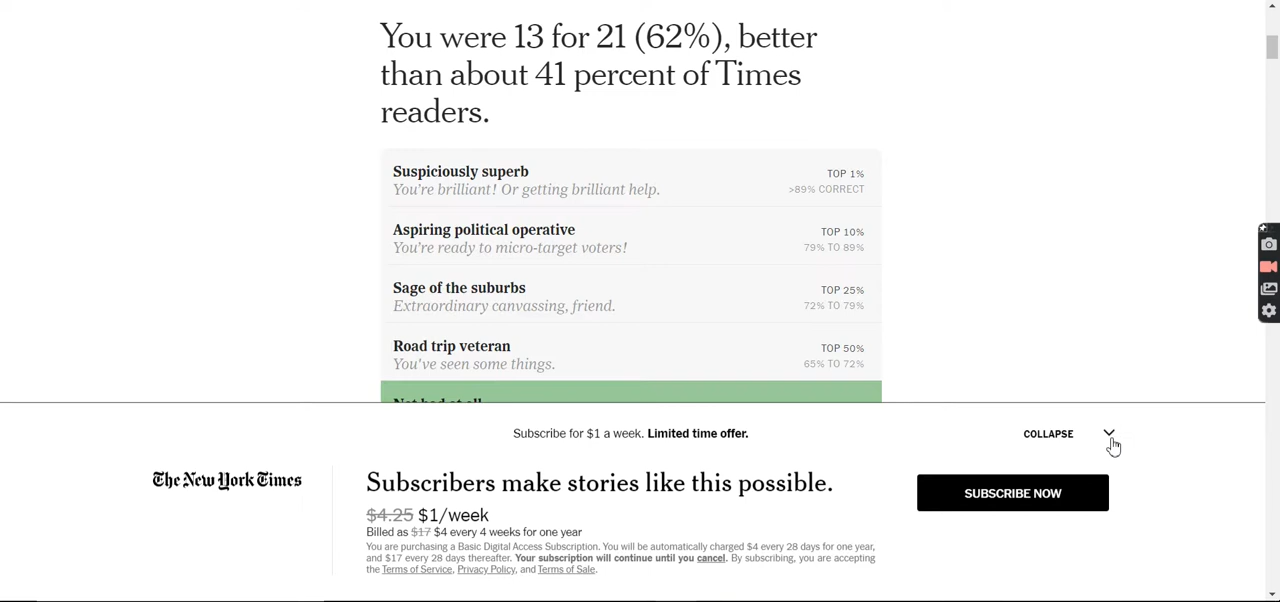 You were 13 for 21 (62%), better
than about 41 percent of Times
readers.
Suspiciously superb
TOP 1%
You're brilliant! Or getting brilliant help.
>89% CORRECT
Aspiring political operative
TOP 10%
You're ready to micro-target voters!
79% TO 89%
Sage of the suburbs
TOP 25%
Extraordinary canvassing, friend.
72% TO 79%
Road trip veteran
TOP 50%
You've seen some things.
65% TO 72%
Not bad at all
Subscribe for $1 a week. Limited time offer.
COLLAPSE
The New York Times
Subscribers make stories like this possible.
SUBSCRIBE NOW
$4.25 $1/week
Billed as $17 $4 every 4 weeks for one year
You are purchasing a Basic Digital Access Subscription. You will be automatically charged $4 every 28 days for one year,
and $17 every 28 days thereafter. Your subscription will continue until you cancel. By subscribing, you are accepting
the Terms of Service, Privacy Policy, and Terms of Sale.